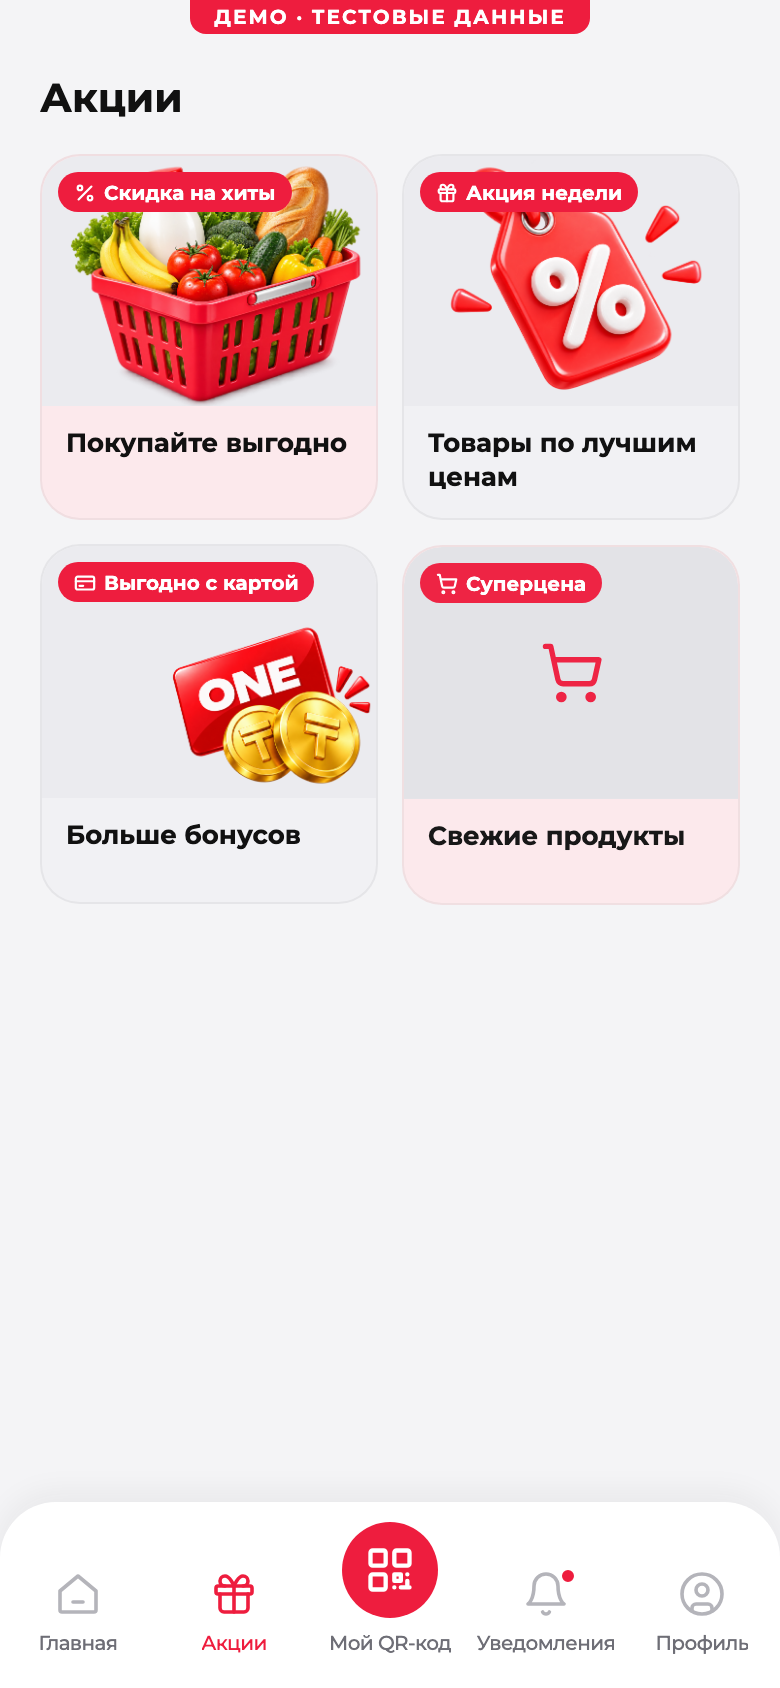 ДЕМО · ТЕСТОВЫЕ ДАННЫЕ
Акции
Скидка на хиты
Покупайте выгодно
Акция недели
%
Товары по лучшим
ценам
Выгодно с картой
ONE
Больше бонусов
Суперцена
Свежие продукты
Главная
Акции
Мой QR-код
Уведомления
Профиль